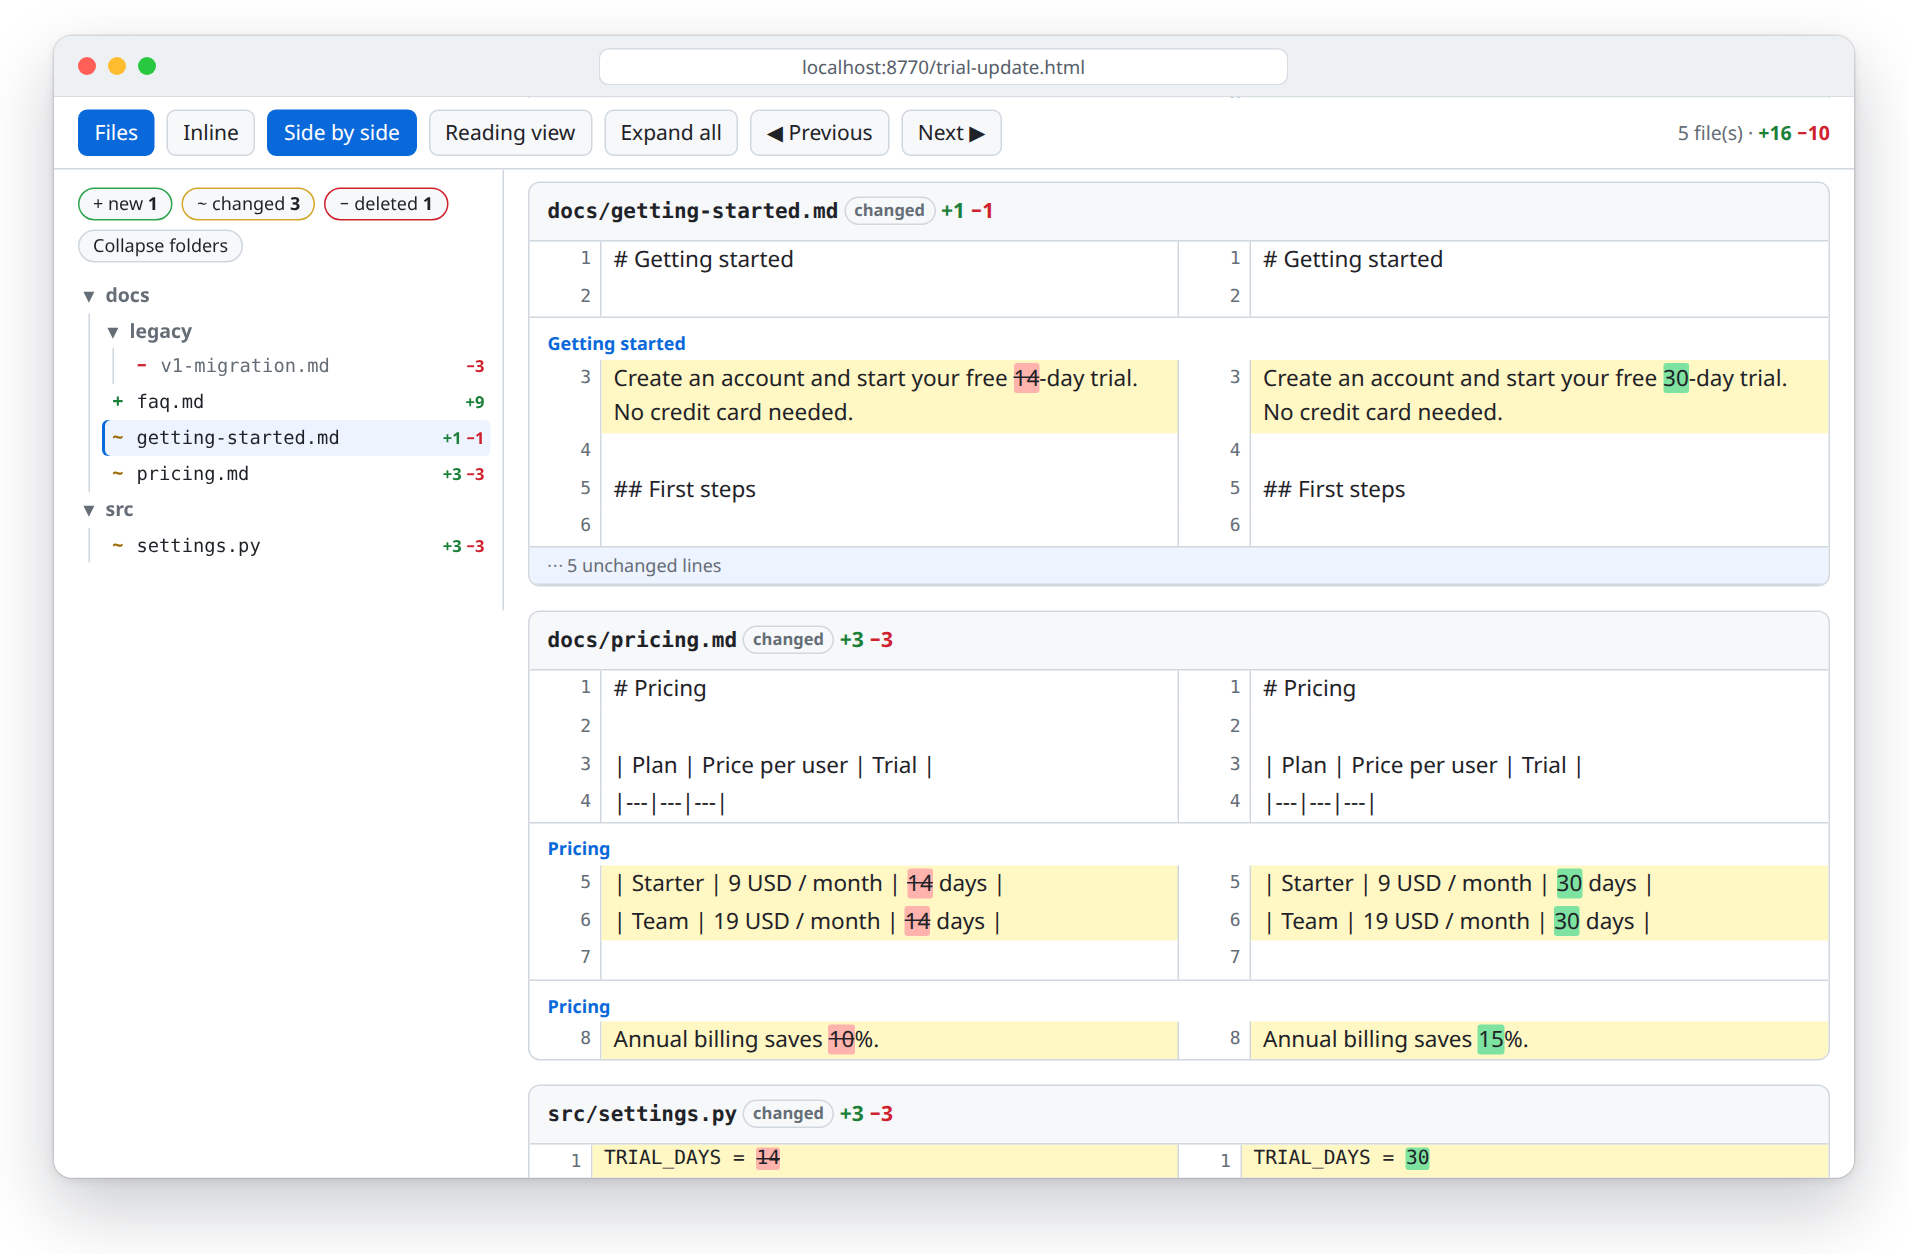 localhost:8770/trial-update.html
Files Inline Side by side Reading view Expand all ◀ Previous Next ▶ 5 file(s) · +16 −10
+ new 1 ~ changed 3 − deleted 1
Collapse folders
▼ docs
▼ legacy
− v1-migration.md −3
+ faq.md +9
~ getting-started.md +1 −1
~ pricing.md +3 −3
▼ src
~ settings.py +3 −3
docs/getting-started.md changed +1 −1
1 # Getting started 1 # Getting started
2 2
Getting started
3 Create an account and start your free 14-day trial. 3 Create an account and start your free 30-day trial.
No credit card needed. No credit card needed.
4 4
5 ## First steps 5 ## First steps
6 6
⋯ 5 unchanged lines
docs/pricing.md changed +3 −3
1 # Pricing 1 # Pricing
2 2
3 | Plan | Price per user | Trial | 3 | Plan | Price per user | Trial |
4 |---|---|---| 4 |---|---|---|
Pricing
5 | Starter | 9 USD / month | 14 days | 5 | Starter | 9 USD / month | 30 days |
6 | Team | 19 USD / month | 14 days | 6 | Team | 19 USD / month | 30 days |
7 7
Pricing
8 Annual billing saves 10%. 8 Annual billing saves 15%.
src/settings.py changed +3 −3
1 TRIAL_DAYS = 14 1 TRIAL_DAYS = 30